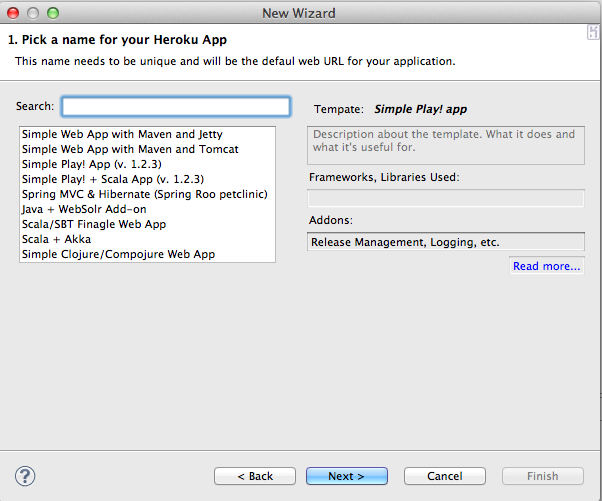 New Wizard
1. Pick a name for your Heroku App
This name needs to be unique and will be the defaul web URL for your application.
Search:
Simple Web App with Maven and Jetty
Simple Web App with Maven and Tomcat
Simple Play! App (v. 1.2.3)
Simple Play! + Scala App (v. 1.2.3)
Spring MVC & Hibernate (Spring Roo petclinic)
Java + WebSolr Add-on
Scala/SBT Finagle Web App
Scala + Akka
Simple Clojure/Compojure Web App
Tempate: Simple Play! app
Description about the template. What it does and
what it's useful for.
Frameworks, Libraries Used:
Addons:
Release Management, Logging, etc.
Read more...
?
< Back
Next >
Cancel
Finish